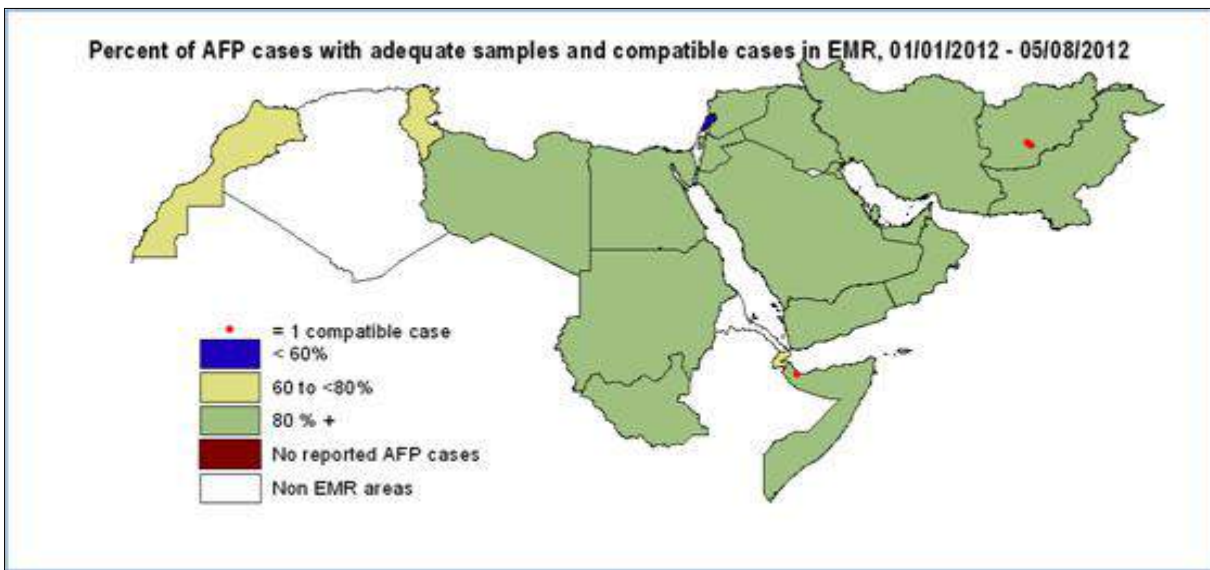 Percent of AFP cases with adequate samples and compatible cases in EMR, 01/01/2012 - 05/08/2012
= 1 compatible case
< 60%
60 to <80%
80 % +
No reported AFP cases
Non EMR areas